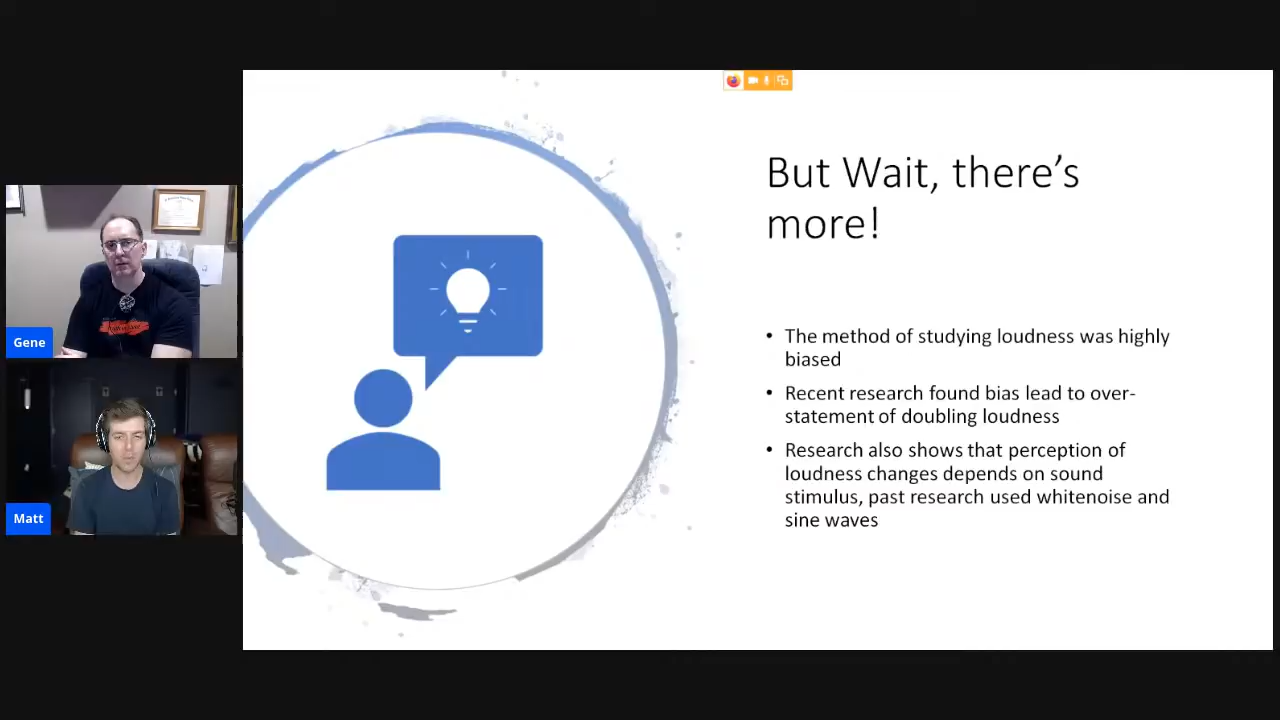 Gene
Matt
But Wait, there's
more!
• The method of studying loudness was highly
biased
• Recent research found bias lead to over-
statement of doubling loudness
• Research also shows that perception of
loudness changes depends on sound
stimulus, past research used whitenoise and
sine waves